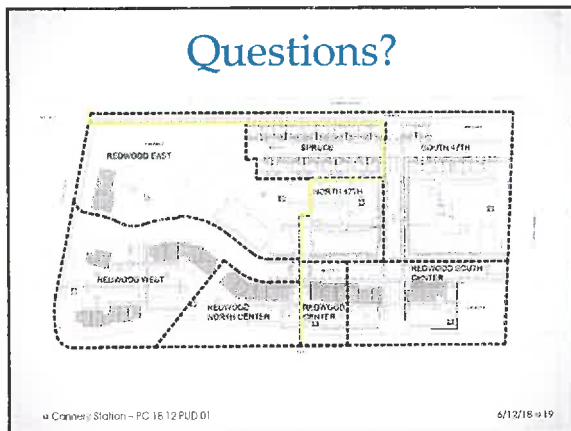 Questions?
REDWOOD EAST
SPRUCE
SOUTH 47TH
NORTH 47TH
REDWOOD WEST
REDWOOD
NORTH CENTER
REDWOOD
CENTER
REDWOOD SOUTH
CENTER
Cannery Station – PC 18 12 PUD 01
6/12/18
19